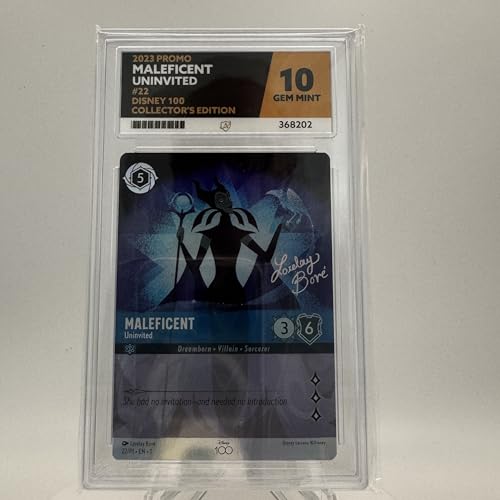 2023 PROMO
MALEFICENT
UNINVITED
#22
DISNEY 100
COLLECTOR'S EDITION
10
GEM MINT
368202
5
Loielay
Boré
MALEFICENT
Uninvited
3
6
Dreamborn • Villain • Sorcerer
She had no invitation—and needed no introduction.
Disney
100